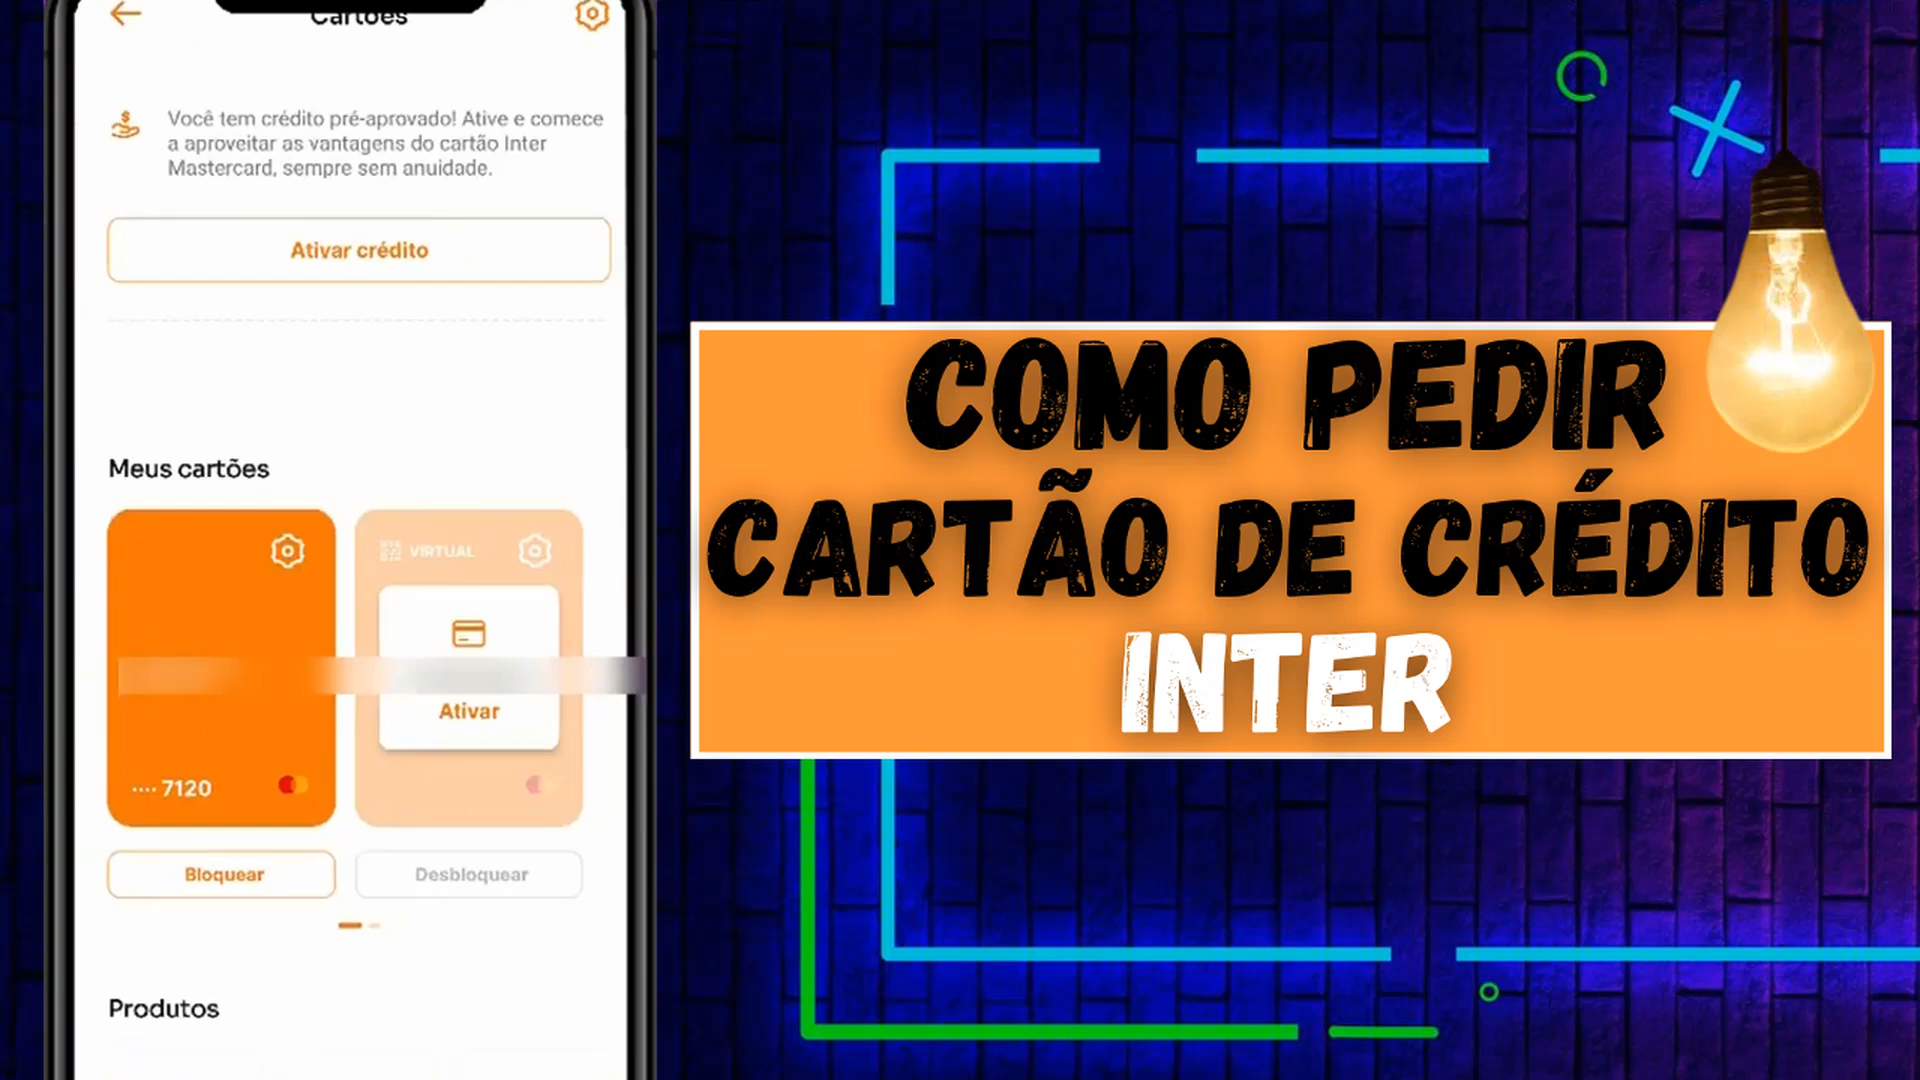 Cartões
Você tem crédito pré-aprovado! Ative e comece
a aproveitar as vantagens do cartão Inter
Mastercard, sempre sem anuidade.
Ativar crédito
Meus cartões
VIRTUAL
Ativar
.... 7120
Bloquear
Desbloquear
Produtos
COMO PEDIR
CARTÃO DE CRÉDITO
INTER